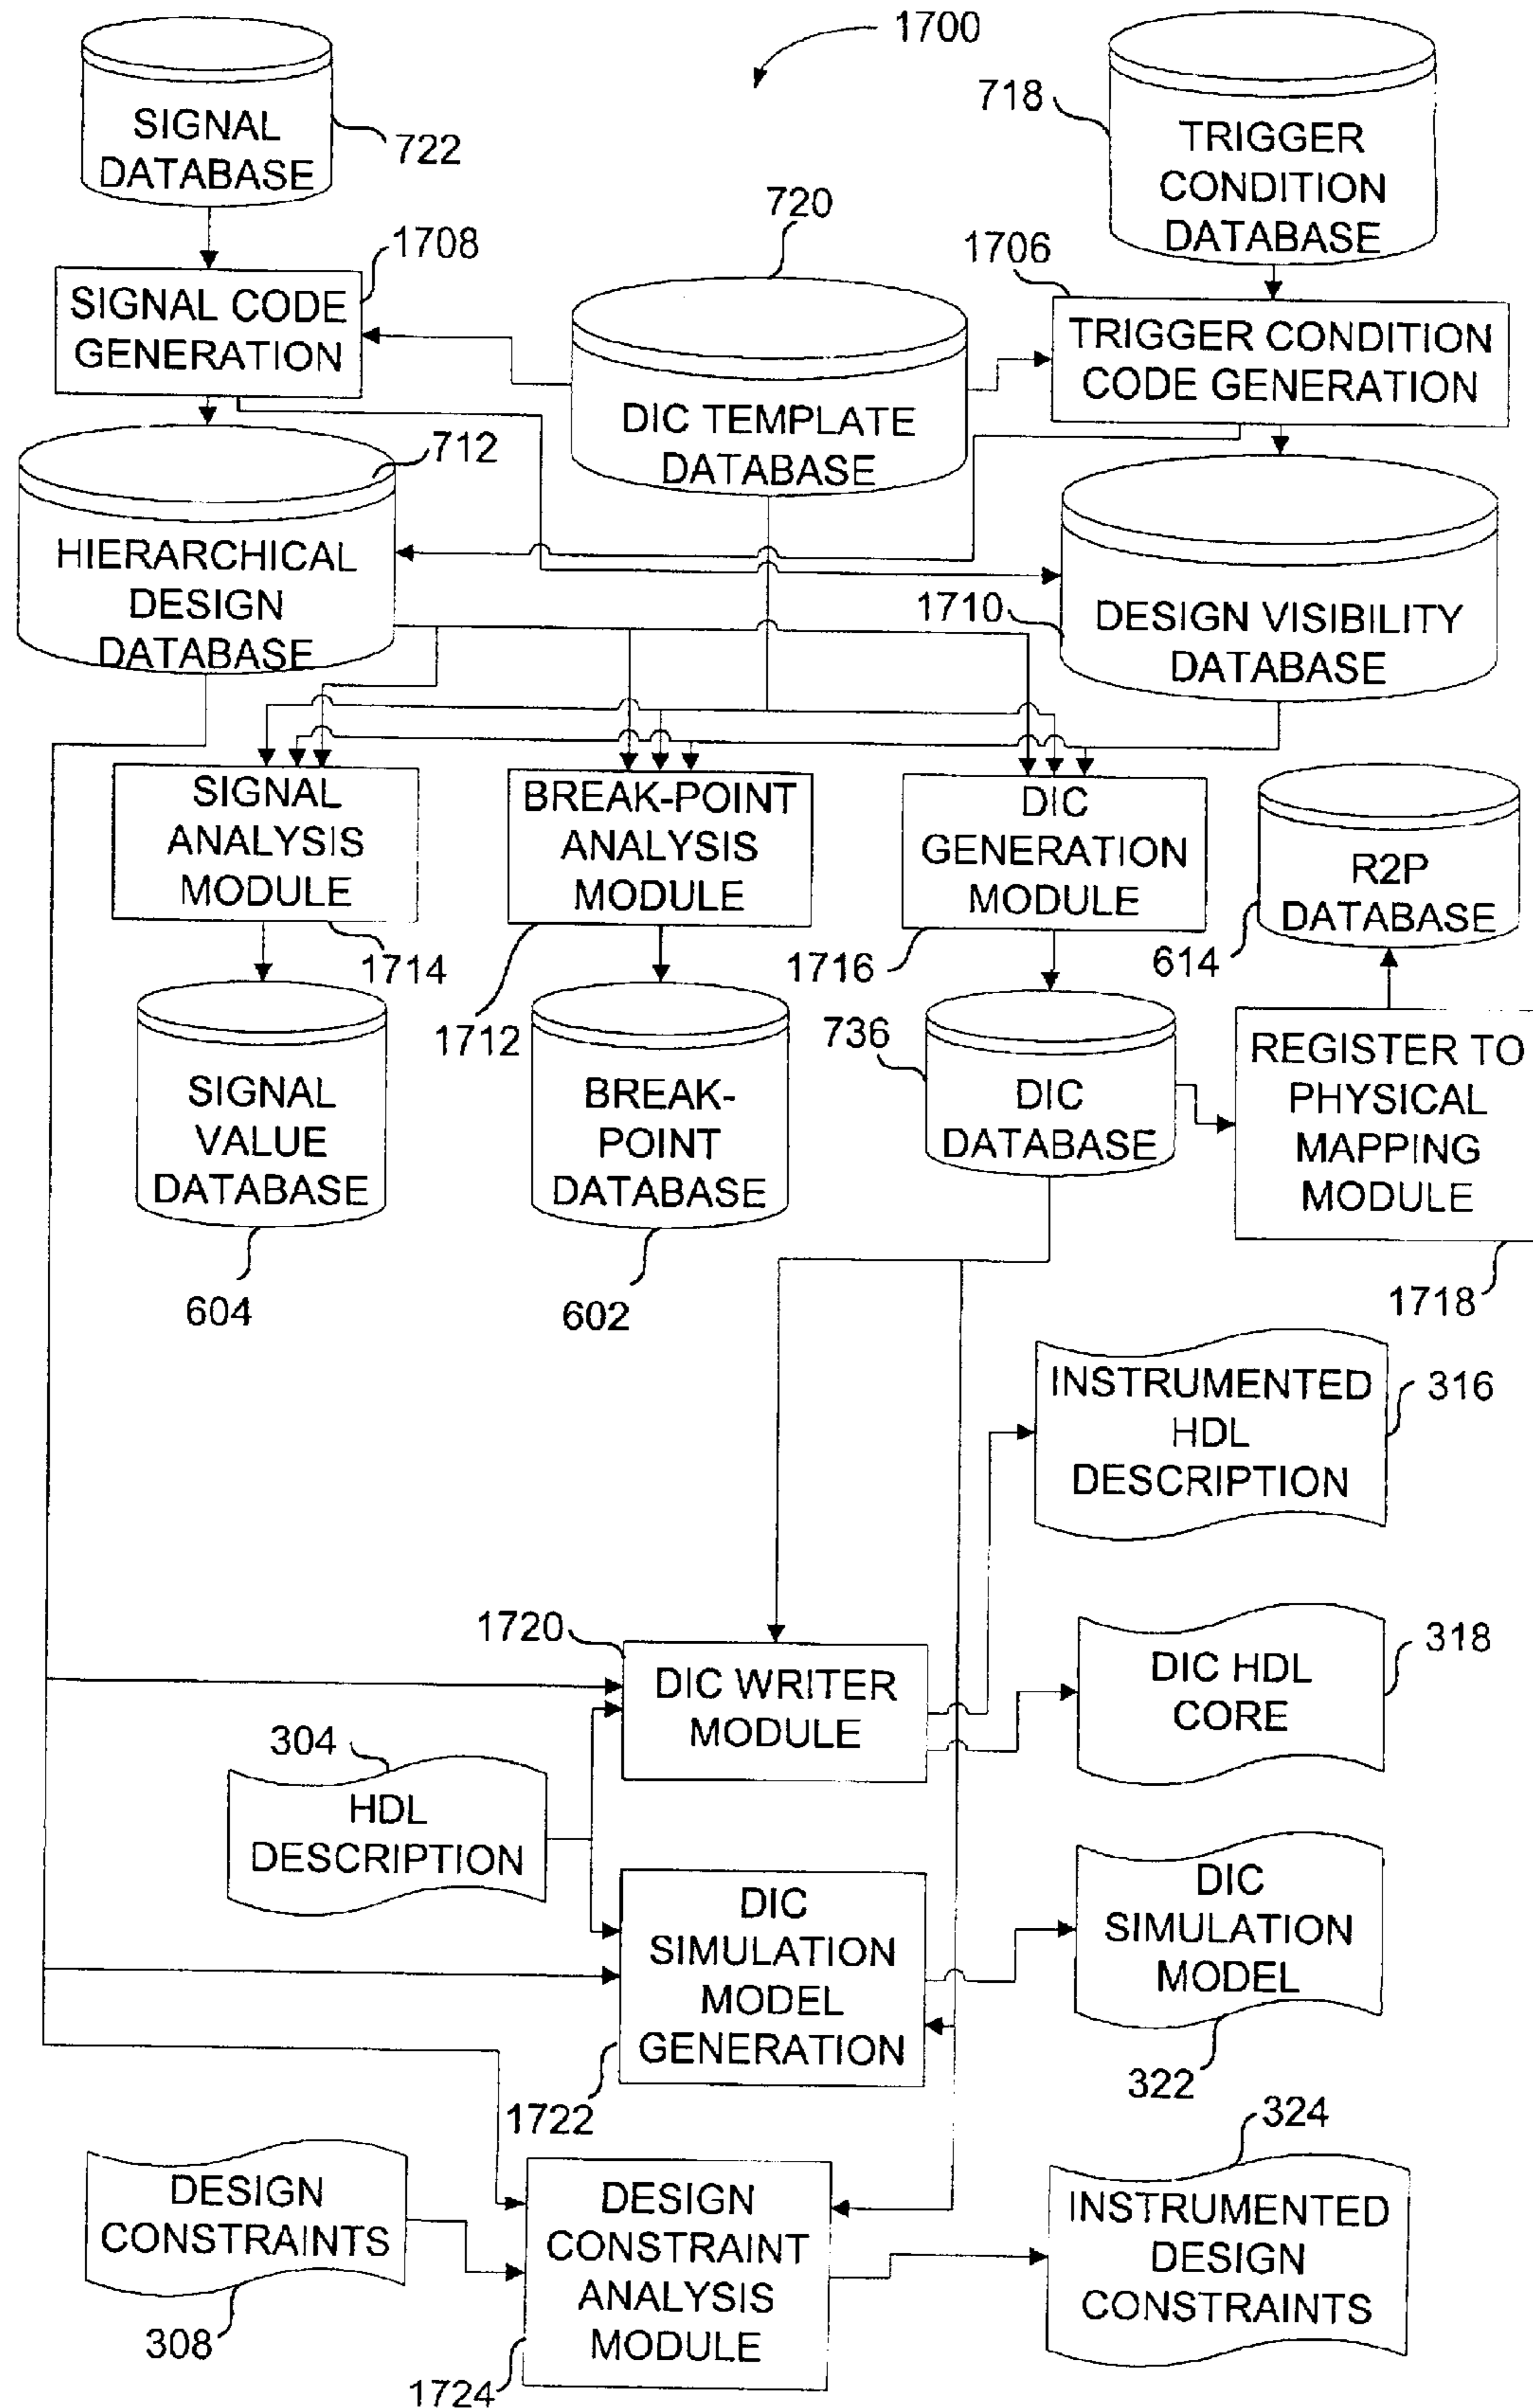 1700
SIGNAL
DATABASE
722
718
TRIGGER
CONDITION
DATABASE
720
1708
1706
SIGNAL CODE
GENERATION
DIC TEMPLATE
DATABASE
TRIGGER CONDITION
CODE GENERATION
712
HIERARCHICAL
DESIGN
DATABASE
1710
DESIGN VISIBILITY
DATABASE
SIGNAL
ANALYSIS
MODULE
1714
BREAK-POINT
ANALYSIS
MODULE
1712
DIC
GENERATION
MODULE
1716
R2P
DATABASE
614
SIGNAL
VALUE
DATABASE
604
BREAK-
POINT
DATABASE
602
736
DIC
DATABASE
REGISTER TO
PHYSICAL
MAPPING
MODULE
1718
INSTRUMENTED
HDL
DESCRIPTION
316
1720
DIC WRITER
MODULE
DIC HDL
CORE
318
304
HDL
DESCRIPTION
DIC
SIMULATION
MODEL
GENERATION
1722
DIC
SIMULATION
MODEL
322
DESIGN
CONSTRAINTS
308
DESIGN
CONSTRAINT
ANALYSIS
MODULE
1724
324
INSTRUMENTED
DESIGN
CONSTRAINTS